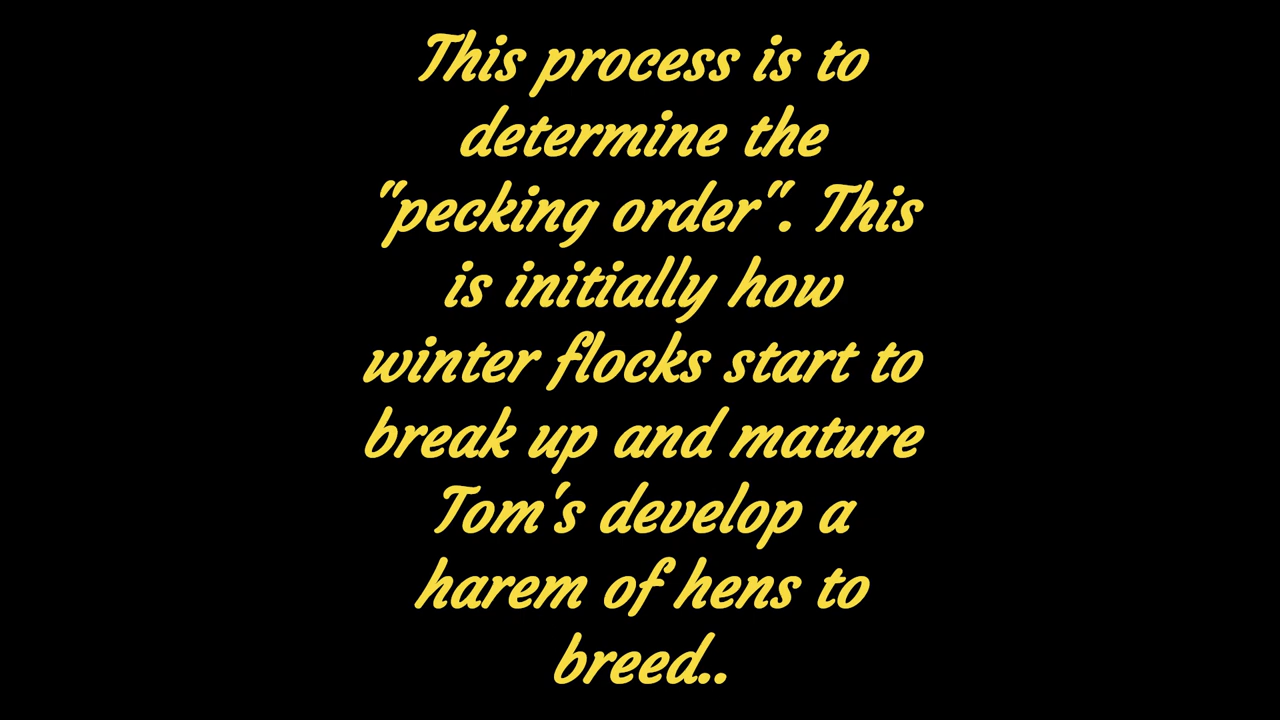 This process is to
determine the
"pecking order". This
is initially how
winter flocks start to
break up and mature
Tom's develop a
harem of hens to
breed..